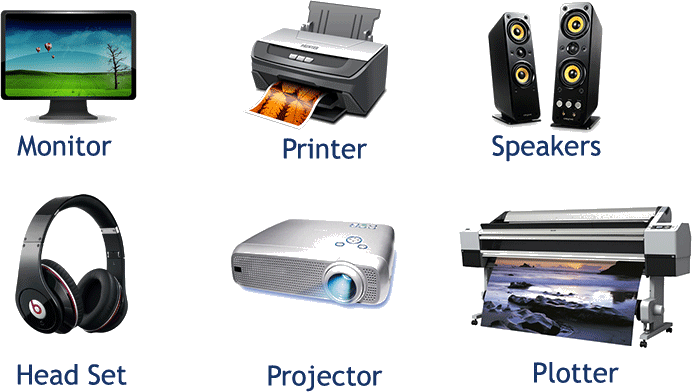 Monitor
Printer
Speakers
Head Set
Projector
Plotter